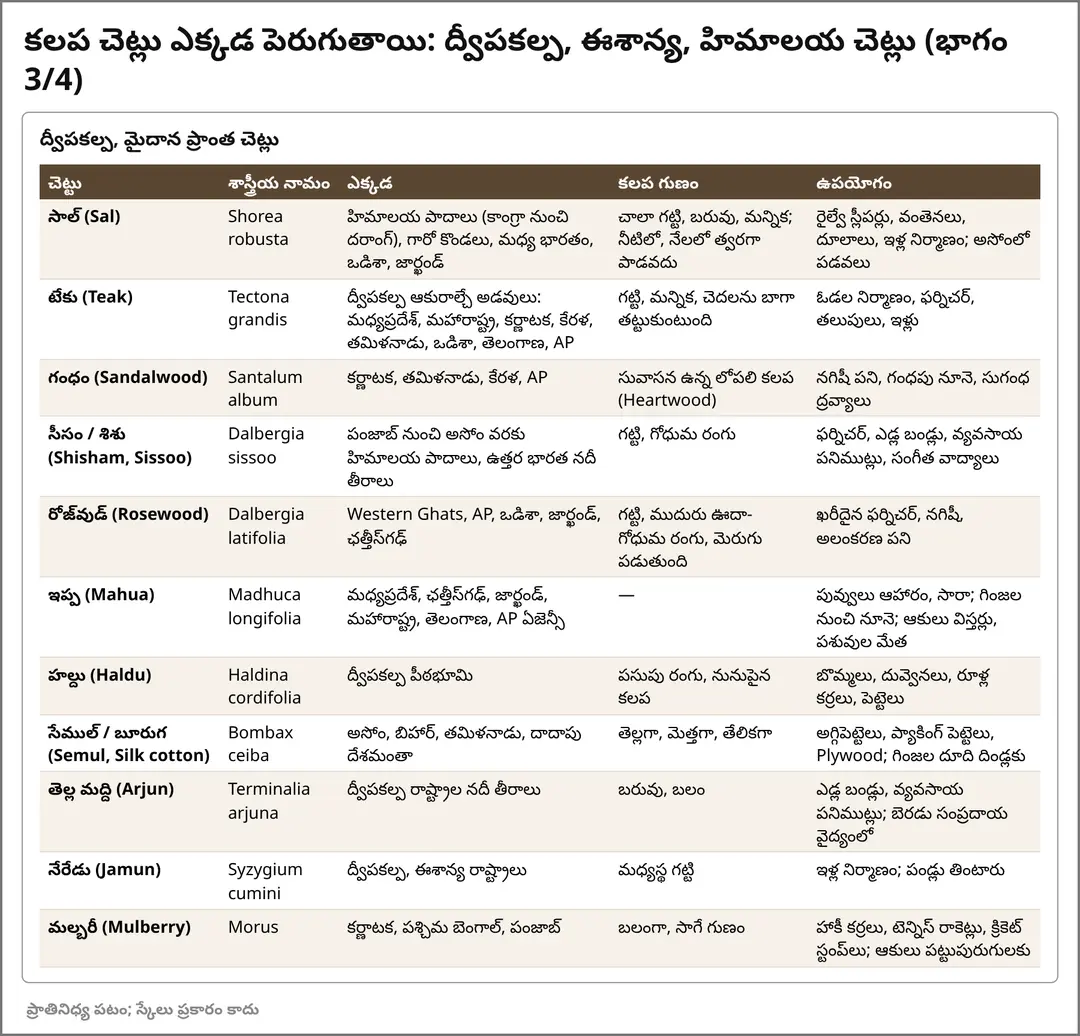 కలప చెట్లు ఎక్కడ పెరుగుతాయి: ద్వీపకల్ప, ఈశాన్య, హిమాలయ చెట్లు (భాగం
3/4)
ద్వీపకల్ప, మైదాన ప్రాంత చెట్లు
చెట్టు శాస్త్రీయ నామం ఎక్కడ కలప గుణం ఉపయోగం
సాల్ (Sal) Shorea హిమాలయ పాదాలు (కాంగ్రా నుంచి చాలా గట్టి, బరువు, మన్నిక; రైల్వే స్లీపర్లు, వంతెనలు,
robusta దరాంగ్), గారో కొండలు, మధ్య భారతం, నీటిలో, నేలలో త్వరగా దూలాలు, ఇళ్ల నిర్మాణం; అసోంలో
ఒడిశా, జార్ఖండ్ పాడవదు పడవలు
టేకు (Teak) Tectona ద్వీపకల్ప ఆకురాల్చే అడవులు: గట్టి, మన్నిక, చెదలను బాగా ఓడల నిర్మాణం, ఫర్నిచర్,
grandis మధ్యప్రదేశ్, మహారాష్ట్ర, కర్ణాటక, కేరళ, తట్టుకుంటుంది తలుపులు, ఇళ్లు
తమిళనాడు, ఒడిశా, తెలంగాణ, AP
గంధం (Sandalwood) Santalum కర్ణాటక, తమిళనాడు, కేరళ, AP సువాసన ఉన్న లోపలి కలప నగిషీ పని, గంధపు నూనె, సుగంధ
album (Heartwood) ద్రవ్యాలు
సీసం / శిశు Dalbergia పంజాబ్ నుంచి అసోం వరకు గట్టి, గోధుమ రంగు ఫర్నిచర్, ఎడ్ల బండ్లు, వ్యవసాయ
(Shisham, Sissoo) sissoo హిమాలయ పాదాలు, ఉత్తర భారత నదీ పనిముట్లు, సంగీత వాద్యాలు
తీరాలు
రోజ్‌వుడ్ (Rosewood) Dalbergia Western Ghats, AP, ఒడిశా, జార్ఖండ్, గట్టి, ముదురు ఊదా- ఖరీదైన ఫర్నిచర్, నగిషీ,
latifolia ఛత్తీస్‌గఢ్ గోధుమ రంగు, మెరుగు అలంకరణ పని
పడుతుంది
ఇప్ప (Mahua) Madhuca మధ్యప్రదేశ్, ఛత్తీస్‌గఢ్, జార్ఖండ్, — పువ్వులు ఆహారం, సారా; గింజల
longifolia మహారాష్ట్ర, తెలంగాణ, AP ఏజెన్సీ నుంచి నూనె; ఆకులు విస్తర్లు,
పశువుల మేత
హల్దు (Haldu) Haldina ద్వీపకల్ప పీఠభూమి పసుపు రంగు, నునుపైన బొమ్మలు, దువ్వెనలు, రూళ్ల
cordifolia కలప కర్రలు, పెట్టెలు
సేముల్ / బూరుగ Bombax అసోం, బిహార్, తమిళనాడు, దాదాపు తెల్లగా, మెత్తగా, తేలికగా అగ్గిపెట్టెలు, ప్యాకింగ్ పెట్టెలు,
(Semul, Silk cotton) ceiba దేశమంతా Plywood; గింజల దూది దిండ్లకు
తెల్ల మద్ది (Arjun) Terminalia ద్వీపకల్ప రాష్ట్రాల నదీ తీరాలు బరువు, బలం ఎడ్ల బండ్లు, వ్యవసాయ
arjuna పనిముట్లు; బెరడు సంప్రదాయ
వైద్యంలో
నేరేడు (Jamun) Syzygium ద్వీపకల్ప, ఈశాన్య రాష్ట్రాలు మధ్యస్థ గట్టి ఇళ్ల నిర్మాణం; పండ్లు తింటారు
cumini
మల్బరీ (Mulberry) Morus కర్ణాటక, పశ్చిమ బెంగాల్, పంజాబ్ బలంగా, సాగే గుణం హాకీ కర్రలు, టెన్నిస్ రాకెట్లు, క్రికెట్
స్టంప్‌లు; ఆకులు పట్టుపురుగులకు
ప్రాతినిధ్య పటం; స్కేలు ప్రకారం కాదు